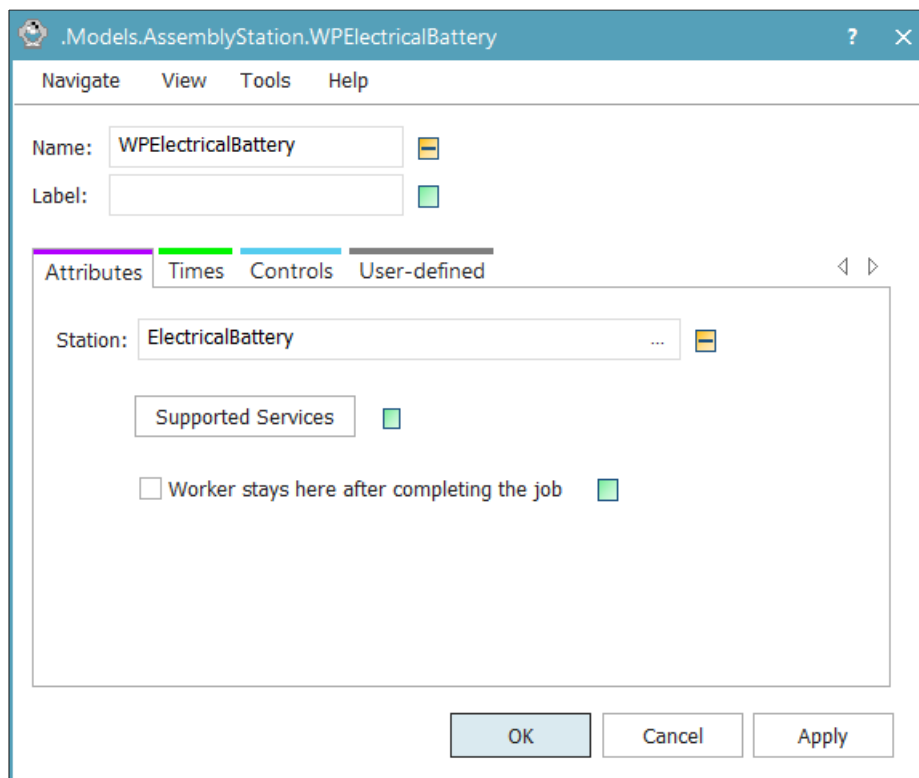 .Models.AssemblyStation.WPElectricalBattery ? ×
Navigate View Tools Help
Name: WPElectricalBattery
Label:
Attributes Times Controls User-defined
Station: ElectricalBattery ...
Supported Services
Worker stays here after completing the job
OK Cancel Apply